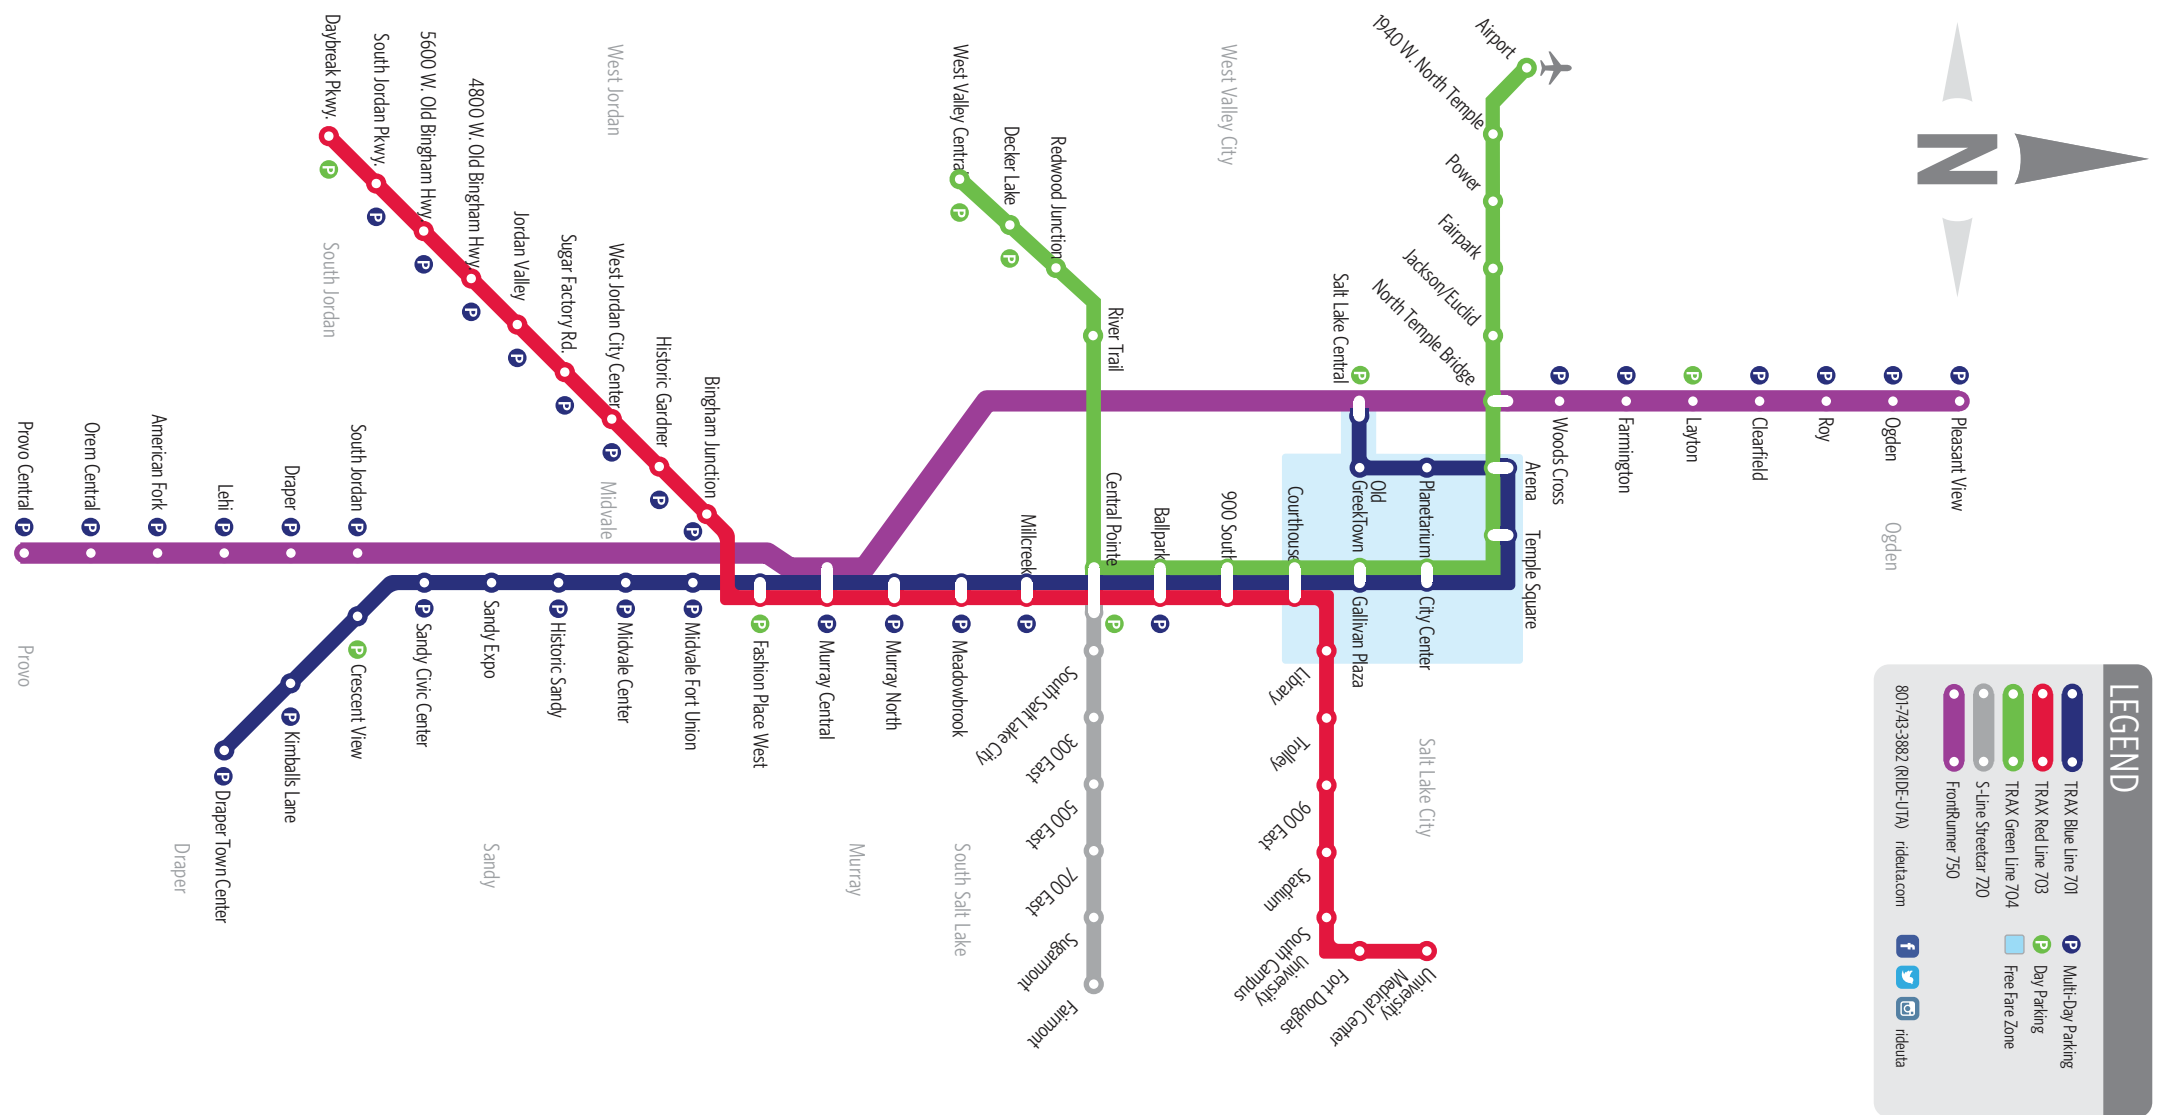 Airport
1940 W. North Temple
Power
Fairpark
Jackson/Euclid
North Temple Bridge
Arena
Temple Square
City Center
Gallivan Plaza
Planetarium
Old
GreekTown
Salt Lake Central
Courthouse
900 South
Ballpark
Central Pointe
River Trail
Redwood Junction
Decker Lake
West Valley Central
Pleasant View
Ogden
Roy
Clearfield
Layton
Farmington
Woods Cross
Library
Trolley
900 East
Stadium
University
South Campus
Fort Douglas
University
Medical Center
South Salt Lake City
300 East
500 East
700 East
Sugarmont
Fairmont
Millcreek
Meadowbrook
Murray North
Murray Central
Fashion Place West
Bingham Junction
Historic Gardner
West Jordan City Center
Sugar Factory Rd.
Jordan Valley
4800 W. Old Bingham Hwy.
5600 W. Old Bingham Hwy.
South Jordan Pkwy.
Daybreak Pkwy.
Midvale Fort Union
Midvale Center
Historic Sandy
Sandy Expo
Sandy Civic Center
Crescent View
Kimballs Lane
Draper Town Center
South Jordan
Draper
Lehi
American Fork
Orem Central
Provo Central
Ogden
West Valley City
Salt Lake City
South Salt Lake
Murray
West Jordan
Midvale
Sandy
South Jordan
Draper
Provo
N
LEGEND
TRAX Blue Line 701
TRAX Red Line 703
TRAX Green Line 704
S-Line Streetcar 720
FrontRunner 750
P Multi-Day Parking
P Day Parking
Free Fare Zone
801-743-3882 (RIDE-UTA) rideuta.com
rideuta